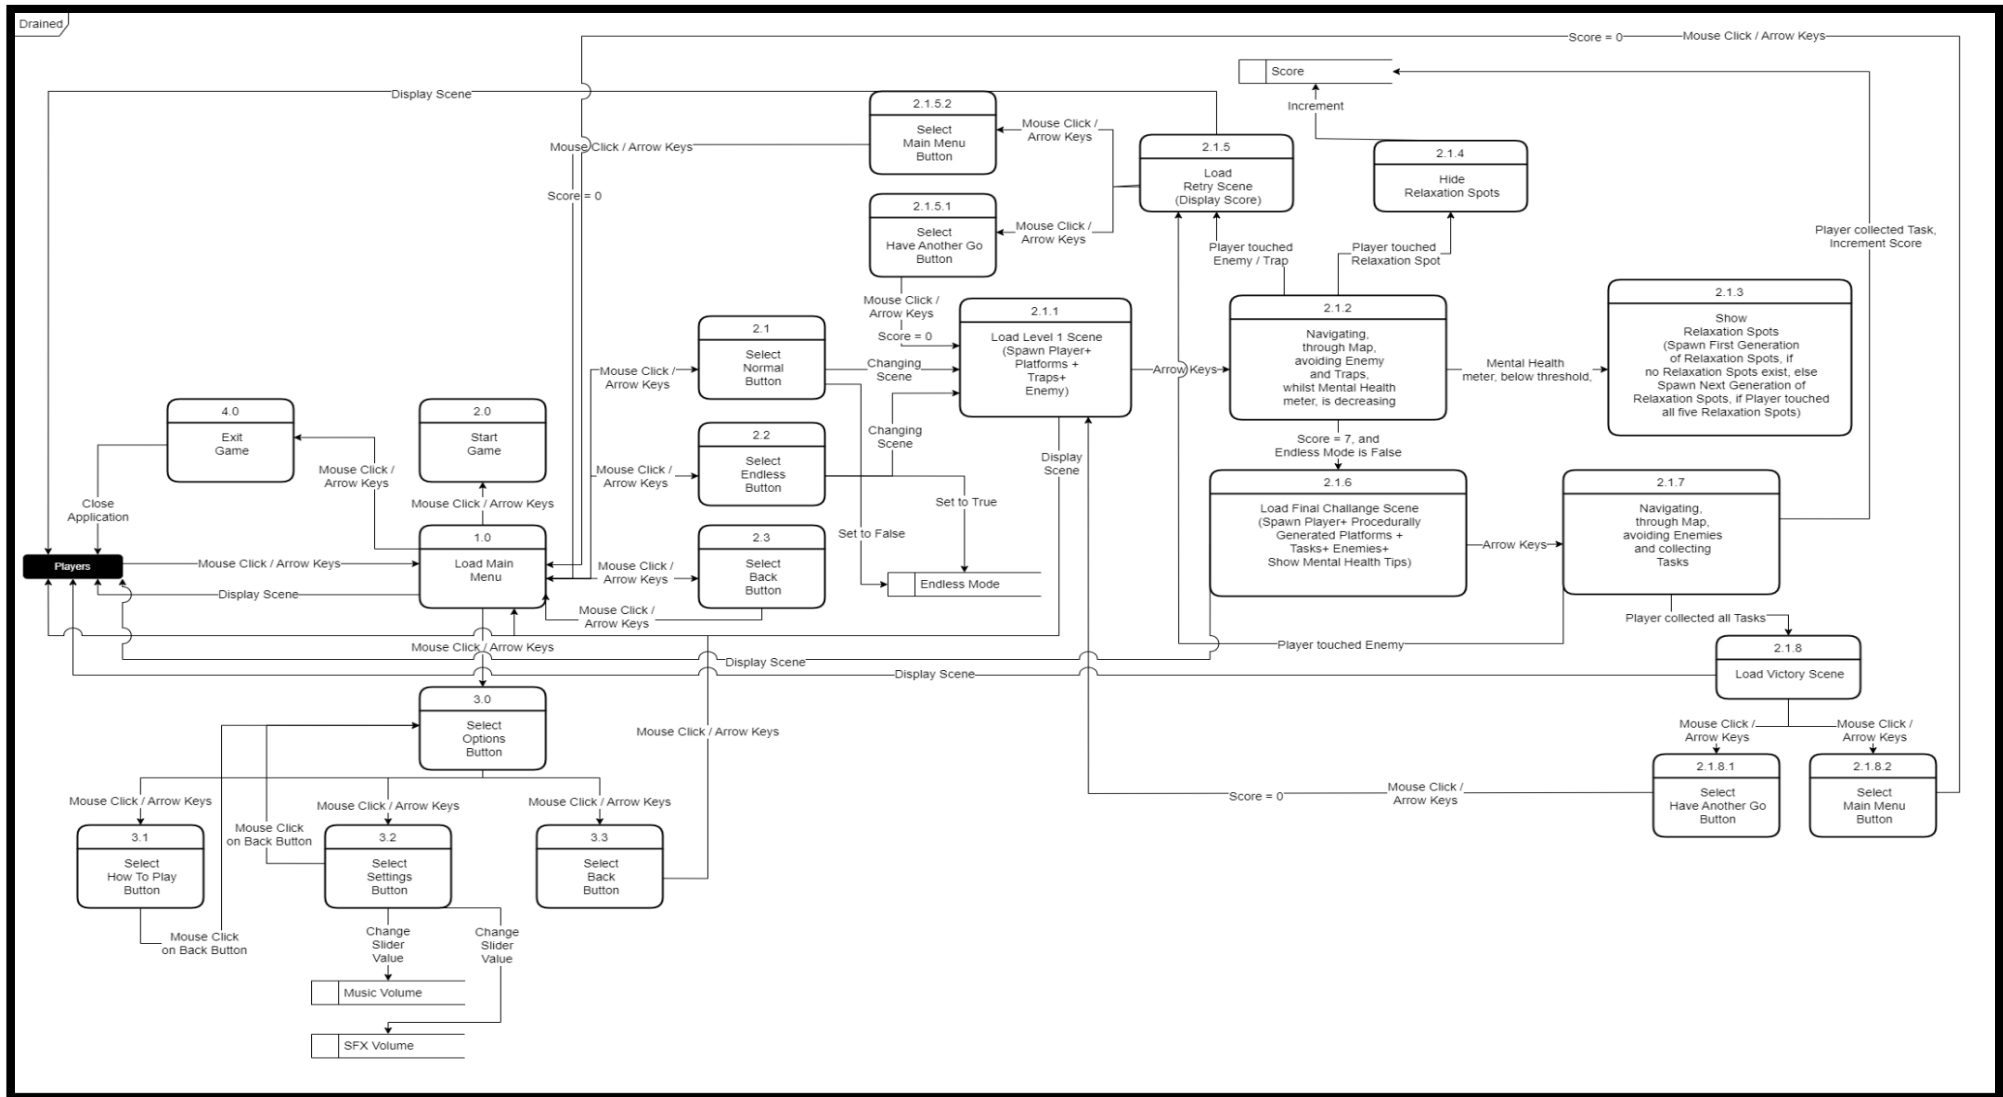 Drained
Score = 0
Mouse Click / Arrow Keys
Score
Display Scene
Increment
2.1.5.2
Select
Main Menu
Button
Mouse Click /
Arrow Keys
Mouse Click / Arrow Keys
2.1.5
Load
Retry Scene
(Display Score)
2.1.4
Hide
Relaxation Spots
Score = 0
2.1.5.1
Select
Have Another Go
Button
Mouse Click /
Arrow Keys
Player touched
Enemy / Trap
Player touched
Relaxation Spot
Player collected Task,
Increment Score
Mouse Click /
Arrow Keys
Score = 0
2.1.1
Load Level 1 Scene
(Spawn Player+
Platforms +
Traps+
Enemy)
Arrow Keys
2.1.2
Navigating,
through Map,
avoiding Enemy
and Traps,
whilst Mental Health
meter, is decreasing
Mental Health
meter, below threshold,
2.1.3
Show
Relaxation Spots
(Spawn First Generation
of Relaxation Spots, if
no Relaxation Spots exist, else
Spawn Next Generation of
Relaxation Spots, if Player touched
all five Relaxation Spots)
Mouse Click /
Arrow Keys
2.1
Select
Normal
Button
Changing
Scene
4.0
Exit
Game
2.0
Start
Game
Mouse Click /
Arrow Keys
Mouse Click /
Arrow Keys
2.2
Select
Endless
Button
Changing
Scene
Display
Scene
Score = 7, and
Endless Mode is False
Close
Application
Mouse Click / Arrow Keys
Set to True
Set to False
2.1.6
Load Final Challange Scene
(Spawn Player+ Procedurally
Generated Platforms +
Tasks+ Enemies+
Show Mental Health Tips)
Arrow Keys
2.1.7
Navigating,
through Map,
avoiding Enemies
and collecting
Tasks
Players
Mouse Click / Arrow Keys
1.0
Load Main
Menu
Mouse Click /
Arrow Keys
2.3
Select
Back
Button
Endless Mode
Display Scene
Mouse Click /
Arrow Keys
Player collected all Tasks
Mouse Click / Arrow Keys
Player touched Enemy
Display Scene
Display Scene
2.1.8
Load Victory Scene
3.0
Select
Options
Button
Mouse Click / Arrow Keys
Mouse Click /
Arrow Keys
Mouse Click /
Arrow Keys
2.1.8.1
Select
Have Another Go
Button
2.1.8.2
Select
Main Menu
Button
Score = 0
Mouse Click /
Arrow Keys
Mouse Click / Arrow Keys
Mouse Click / Arrow Keys
Mouse Click / Arrow Keys
Mouse Click
on Back Button
3.1
Select
How To Play
Button
3.2
Select
Settings
Button
3.3
Select
Back
Button
Mouse Click
on Back Button
Change
Slider
Value
Change
Slider
Value
Music Volume
SFX Volume